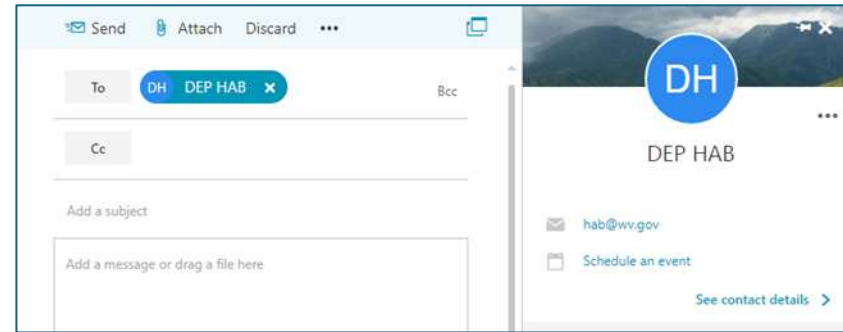 Send Attach Discard •••
To DH DEP HAB × Bcc
Cc
Add a subject
Add a message or drag a file here
DH
•••
DEP HAB
hab@wv.gov
Schedule an event
See contact details >